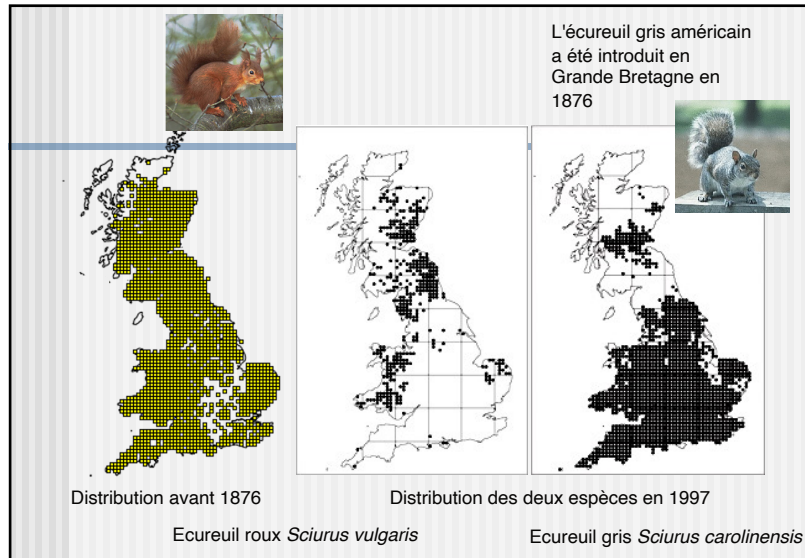 L'écureuil gris américain
a été introduit en
Grande Bretagne en
1876
Distribution avant 1876
Distribution des deux espèces en 1997
Ecureuil roux Sciurus vulgaris
Ecureuil gris Sciurus carolinensis